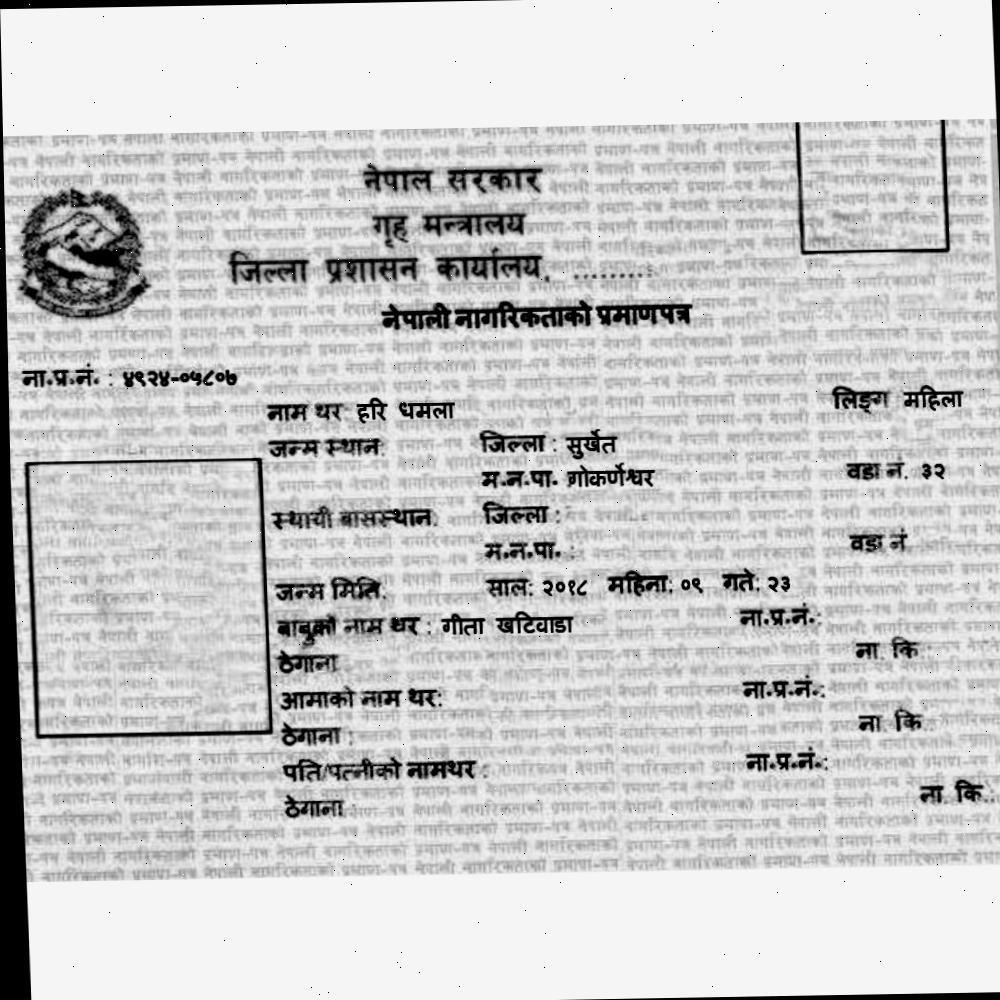 नेपाल सरकार
गृह मन्त्रालय
जिल्ला प्रशासन कार्यालय, .........
नेपाली नागरिकताको प्रमाणपत्र
ना.प्र.नं. : ४९२४-०५८०७
नाम थर: हरि धमला लिङ्ग महिला
जन्म स्थान: जिल्ला : सुर्खेत
म.न.पा. गोकर्णेश्वर वडा नं. ३२
स्थायी बासस्थान: जिल्ला :
म.न.पा. : वडा नं
जन्म मिति: साल: २०१८ महिना: ०९ गते: २३
बाबुको नाम थर : गीता खटिवाडा ना.प्र.नं.:
ठेगाना ना. कि.:
आमाको नाम थर: ना.प्र.नं.:
ठेगाना : ना. कि.
पति/पत्नीको नामथर : ना.प्र.नं.:
ठेगाना : ना. कि.: